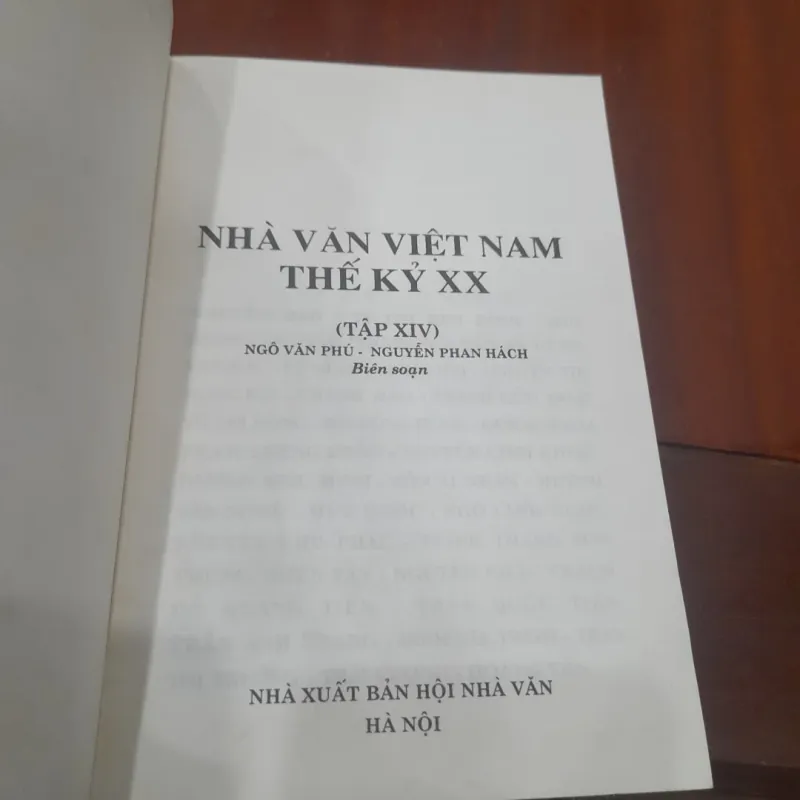 NHÀ VĂN VIỆT NAM
THẾ KỶ XX
(TẬP XIV)
NGÔ VĂN PHÚ - NGUYỄN PHAN HÁCH
Biên soạn
NHÀ XUẤT BẢN HỘI NHÀ VĂN
HÀ NỘI